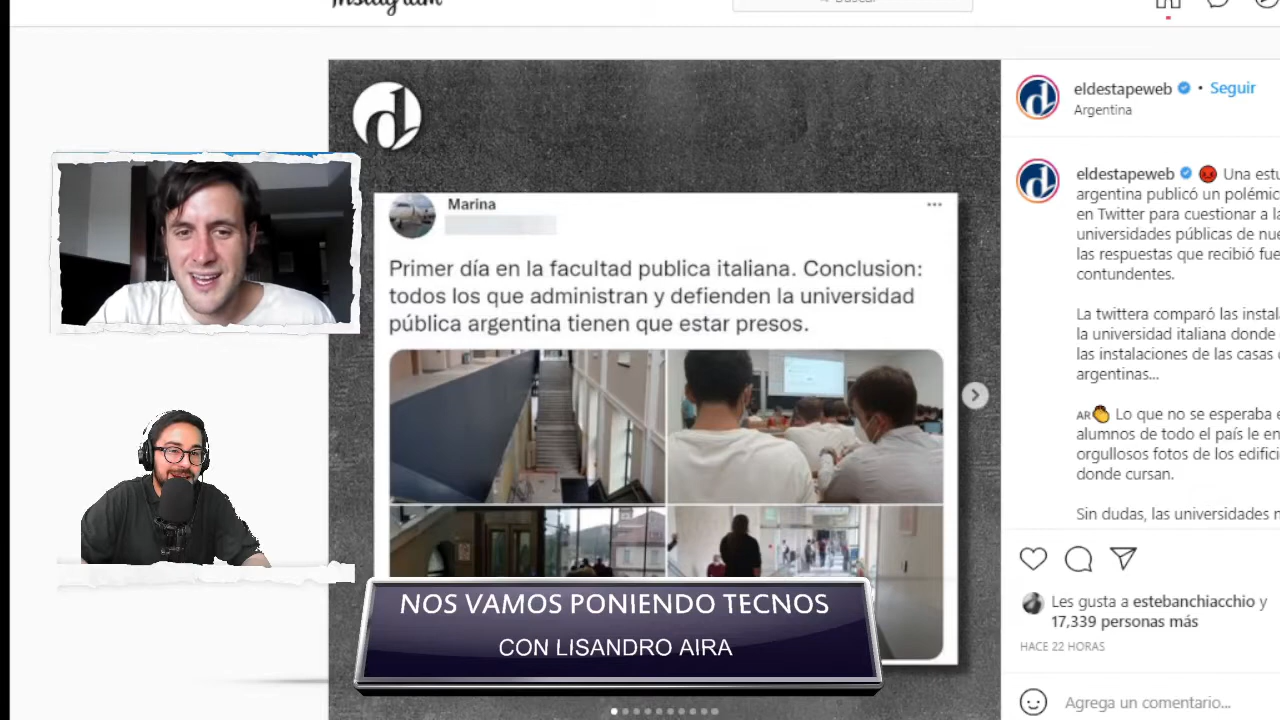 Instagram
Buscar
eldestapeweb • Seguir
Argentina
Marina
Primer día en la facultad publica italiana. Conclusion:
todos los que administran y defienden la universidad
pública argentina tienen que estar presos.
eldestapeweb 😡 Una estu
argentina publicó un polémic
en Twitter para cuestionar a la
universidades públicas de nue
las respuestas que recibió fue
contundentes.
La twittera comparó las instal
la universidad italiana donde
las instalaciones de las casas
argentinas...
AR👏 Lo que no se esperaba e
alumnos de todo el país le en
orgullosos fotos de los edifici
donde cursan.
Sin dudas, las universidades n
Les gusta a estebanchiacchio y
17,339 personas más
HACE 22 HORAS
Agrega un comentario...
NOS VAMOS PONIENDO TECNOS
CON LISANDRO AIRA